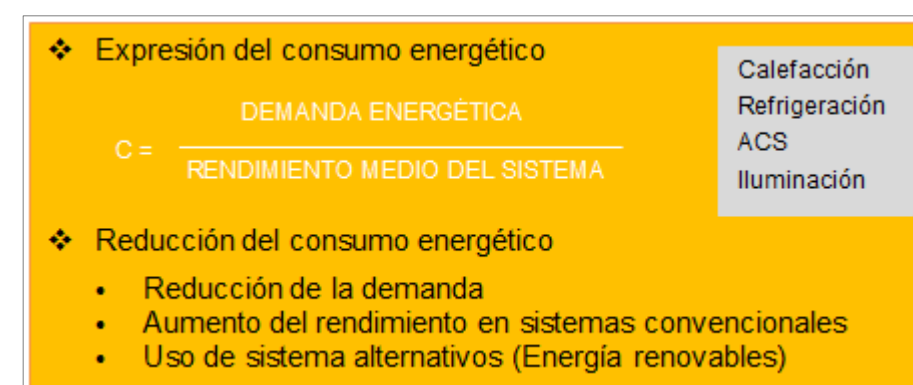 ❖ Expresión del consumo energético
DEMANDA ENERGÉTICA
C =
RENDIMIENTO MEDIO DEL SISTEMA
Calefacción
Refrigeración
ACS
Iluminación
❖ Reducción del consumo energético
• Reducción de la demanda
• Aumento del rendimiento en sistemas convencionales
• Uso de sistema alternativos (Energía renovables)